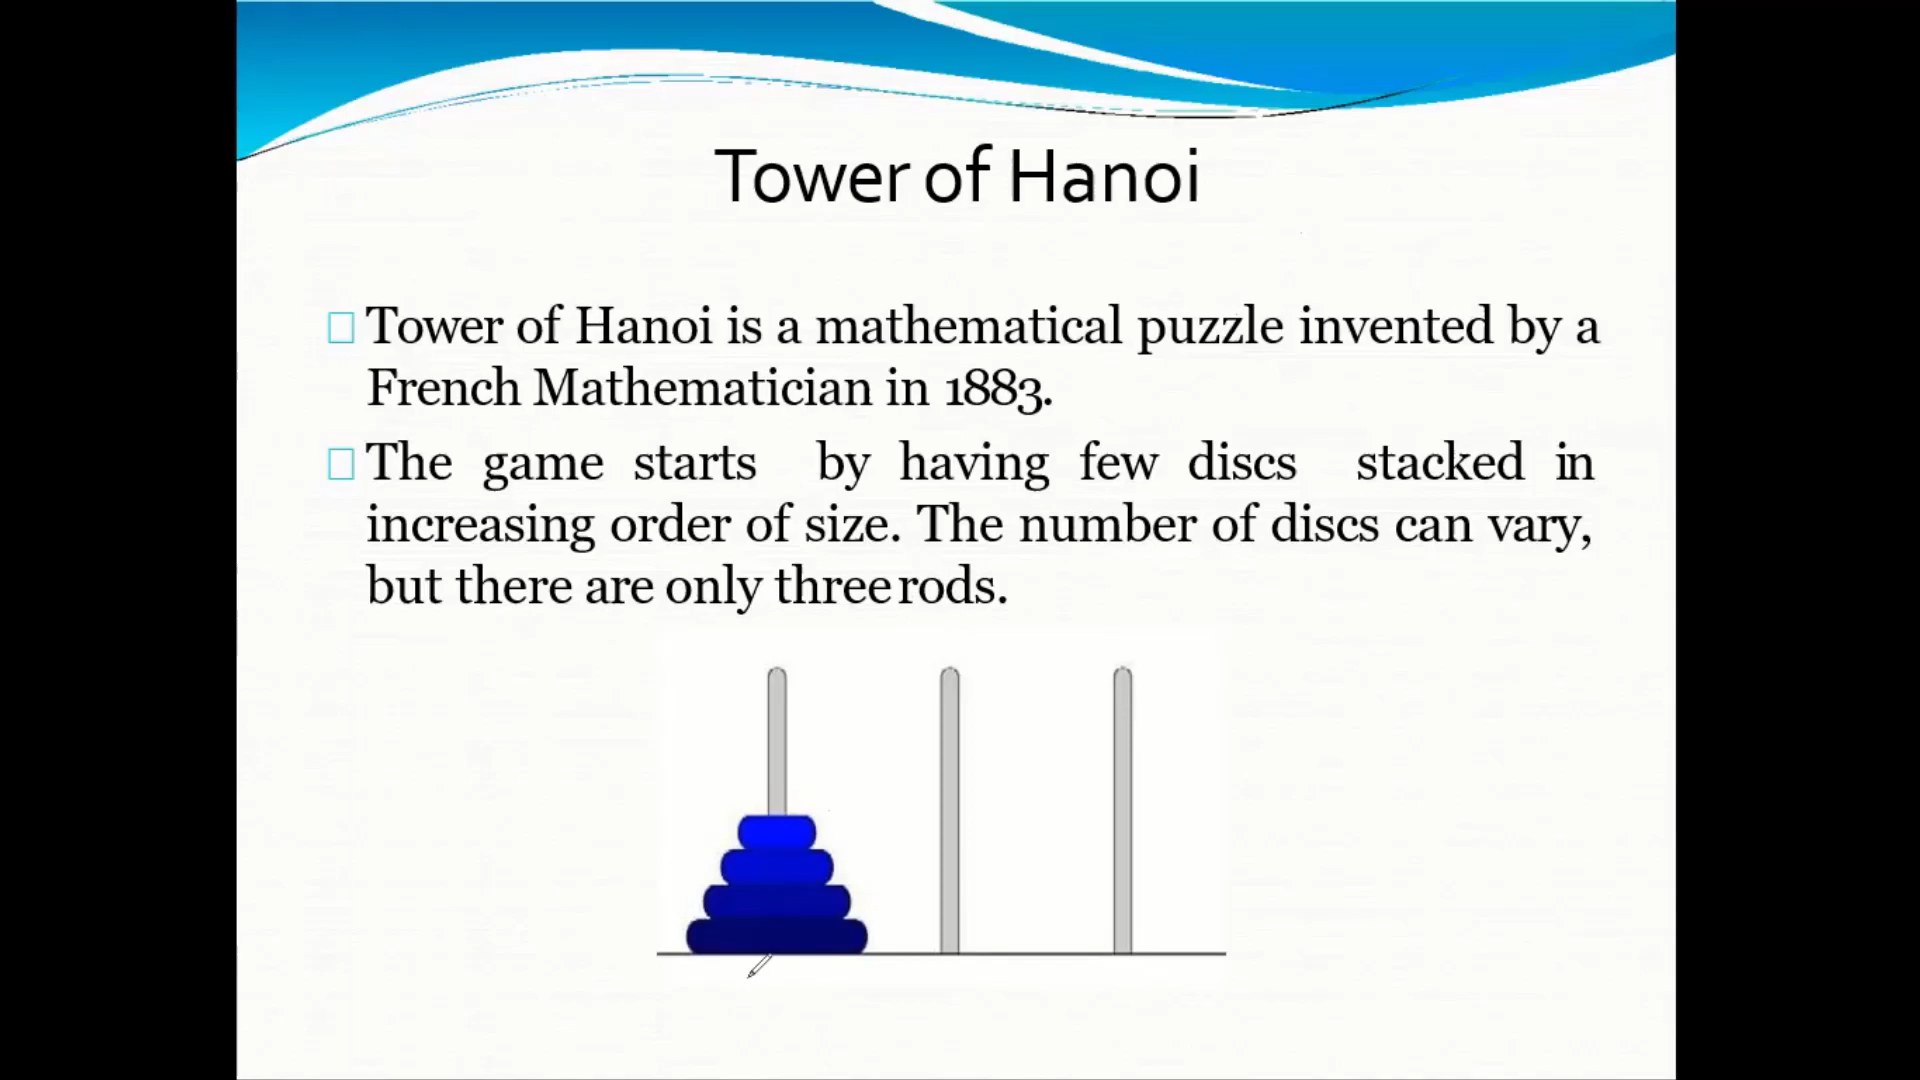 Tower of Hanoi
Tower of Hanoi is a mathematical puzzle invented by a
French Mathematician in 1883.
The game starts by having few discs stacked in
increasing order of size. The number of discs can vary,
but there are only three rods.